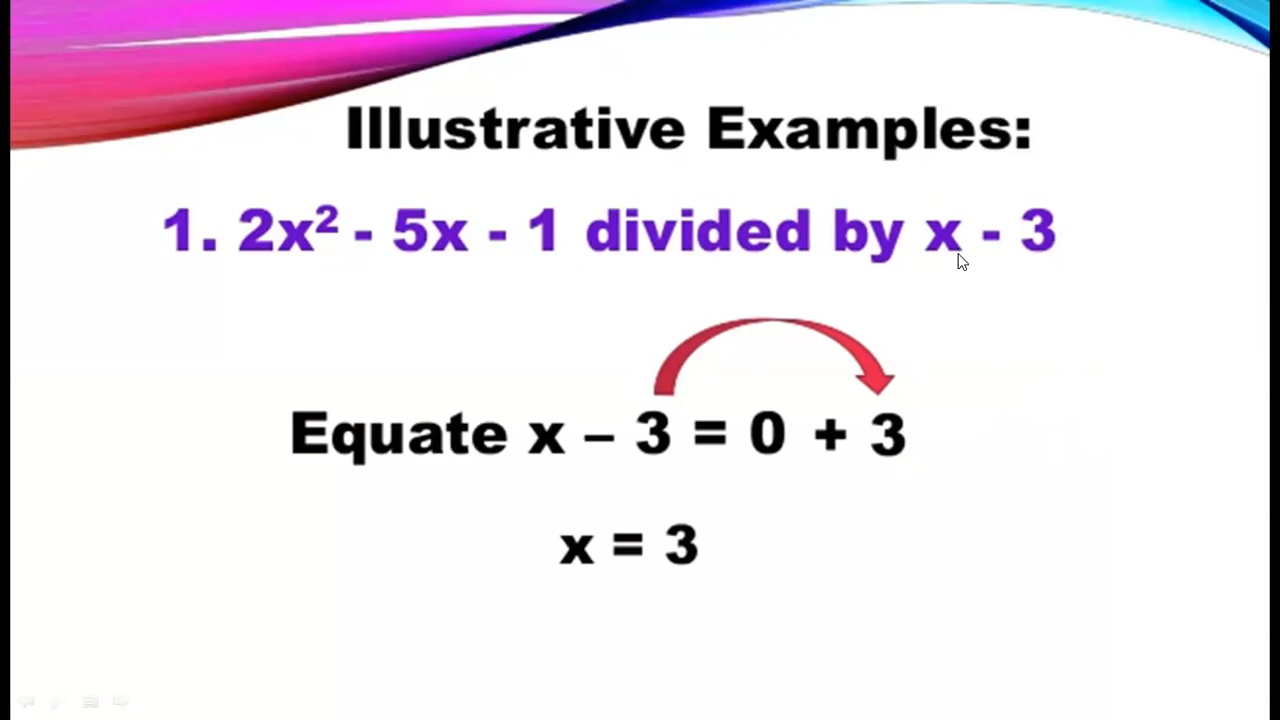 Illustrative Examples:
1. 2x² - 5x - 1 divided by x - 3
Equate x – 3 = 0 + 3
x = 3